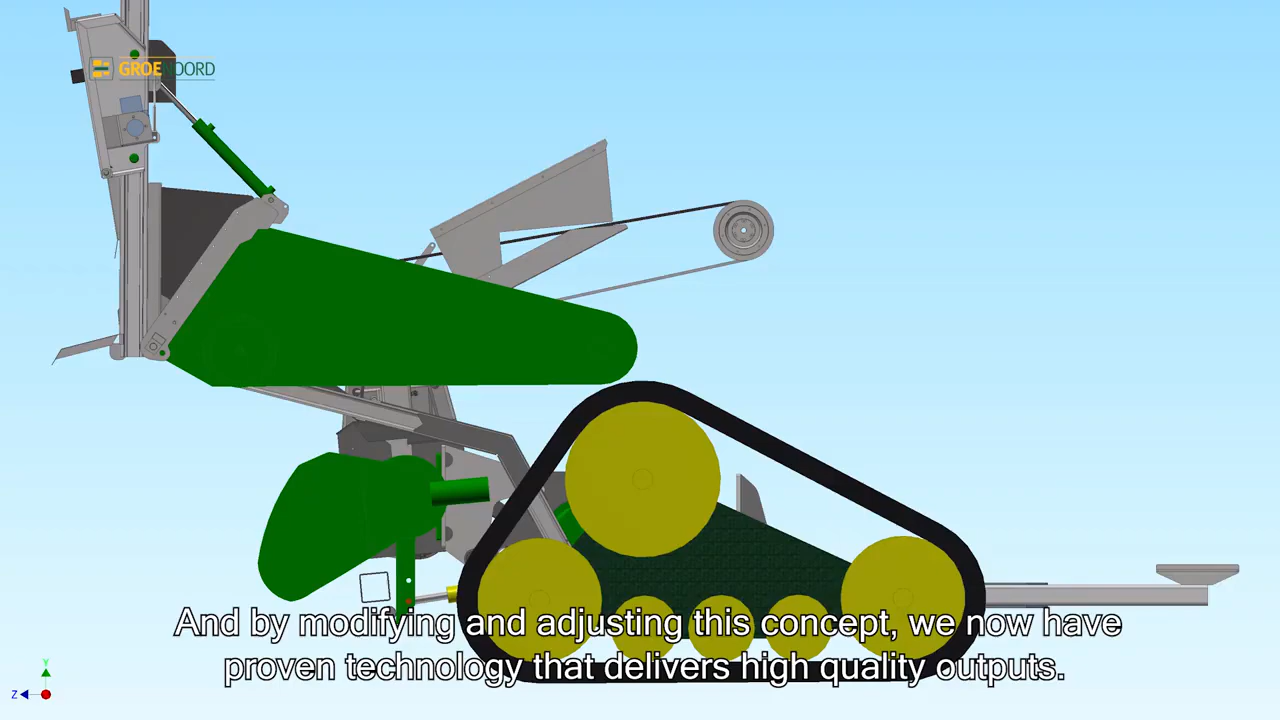 GROENOORD
And by modifying and adjusting this concept, we now have
proven technology that delivers high quality outputs.
Y
Z